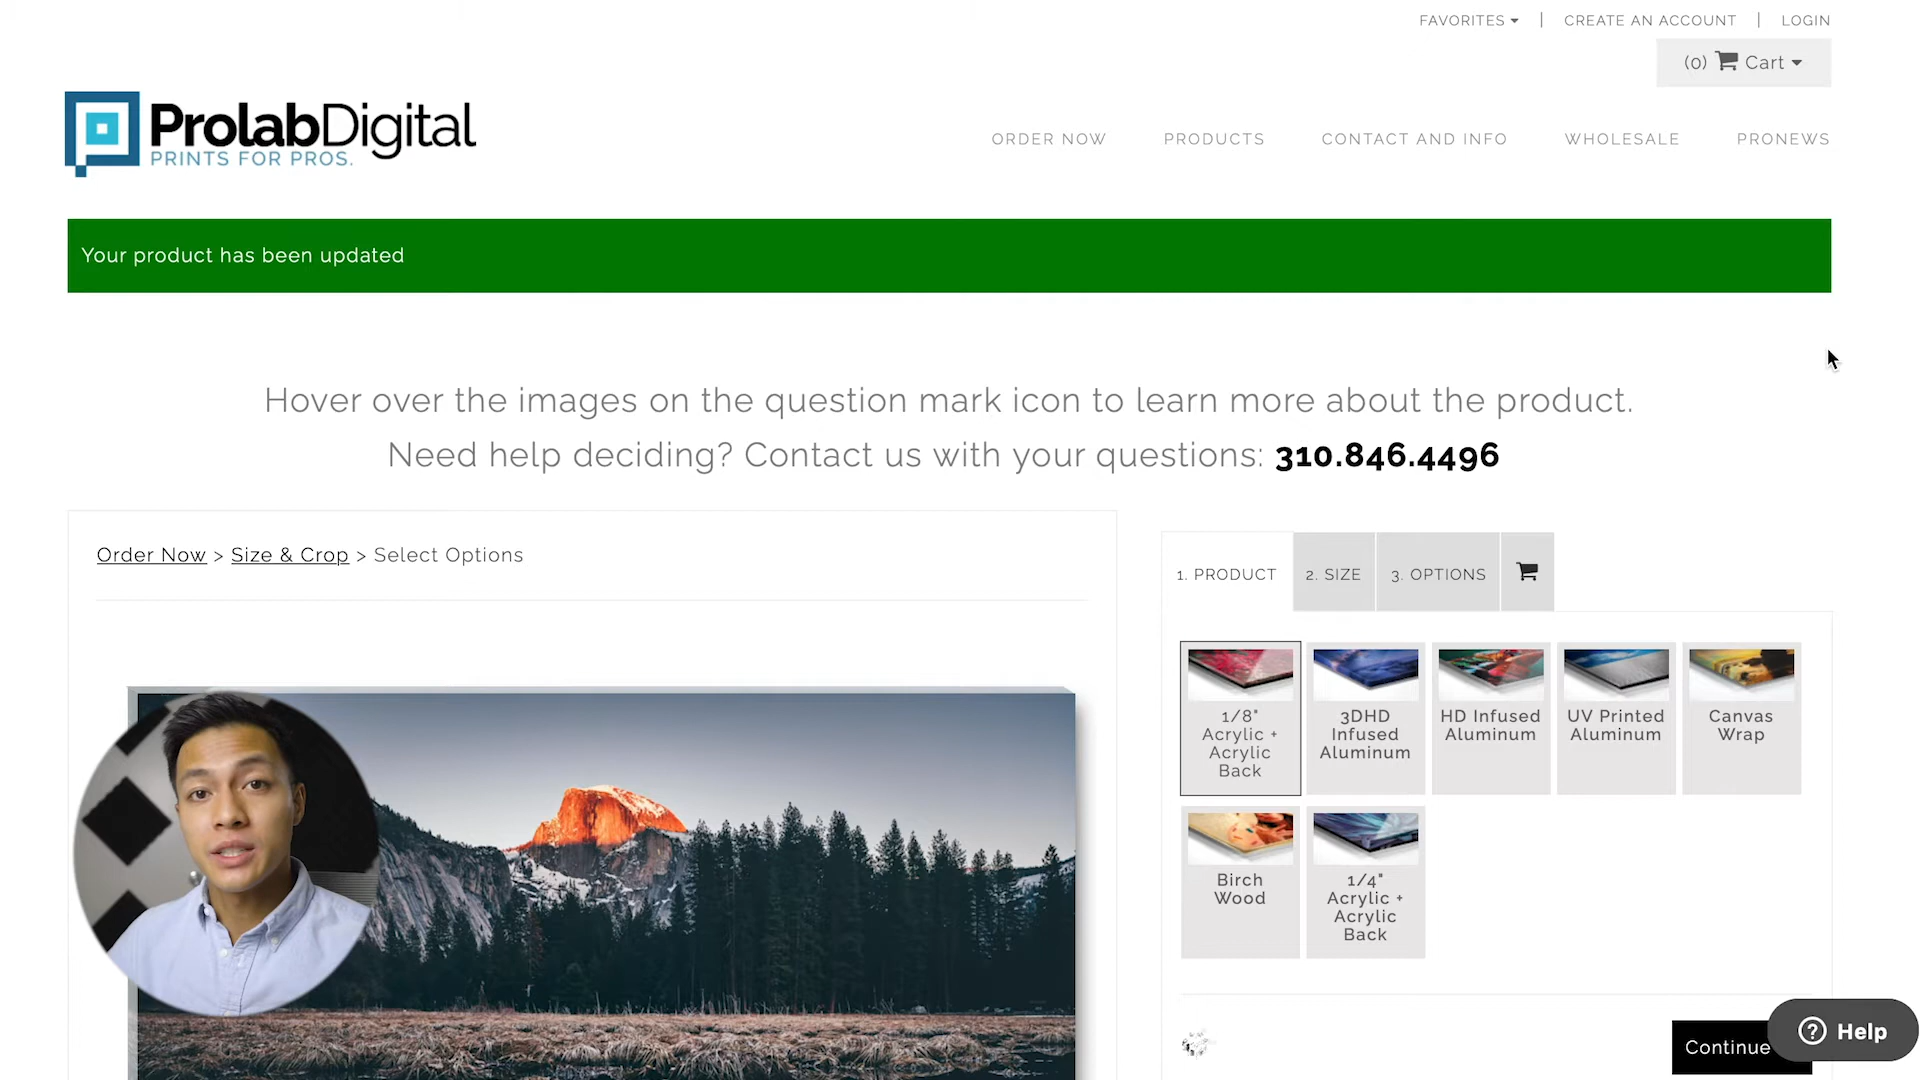 FAVORITES | CREATE AN ACCOUNT | LOGIN
(0) Cart
ProlabDigital
PRINTS FOR PROS.
ORDER NOW PRODUCTS CONTACT AND INFO WHOLESALE PRONEWS
Your product has been updated
Hover over the images on the question mark icon to learn more about the product.
Need help deciding? Contact us with your questions: 310.846.4496
Order Now > Size & Crop > Select Options
1. PRODUCT 2. SIZE 3. OPTIONS
1/8"
Acrylic +
Acrylic
Back
3DHD
Infused
Aluminum
HD Infused
Aluminum
UV Printed
Aluminum
Canvas
Wrap
Birch
Wood
1/4"
Acrylic +
Acrylic
Back
Continue
? Help